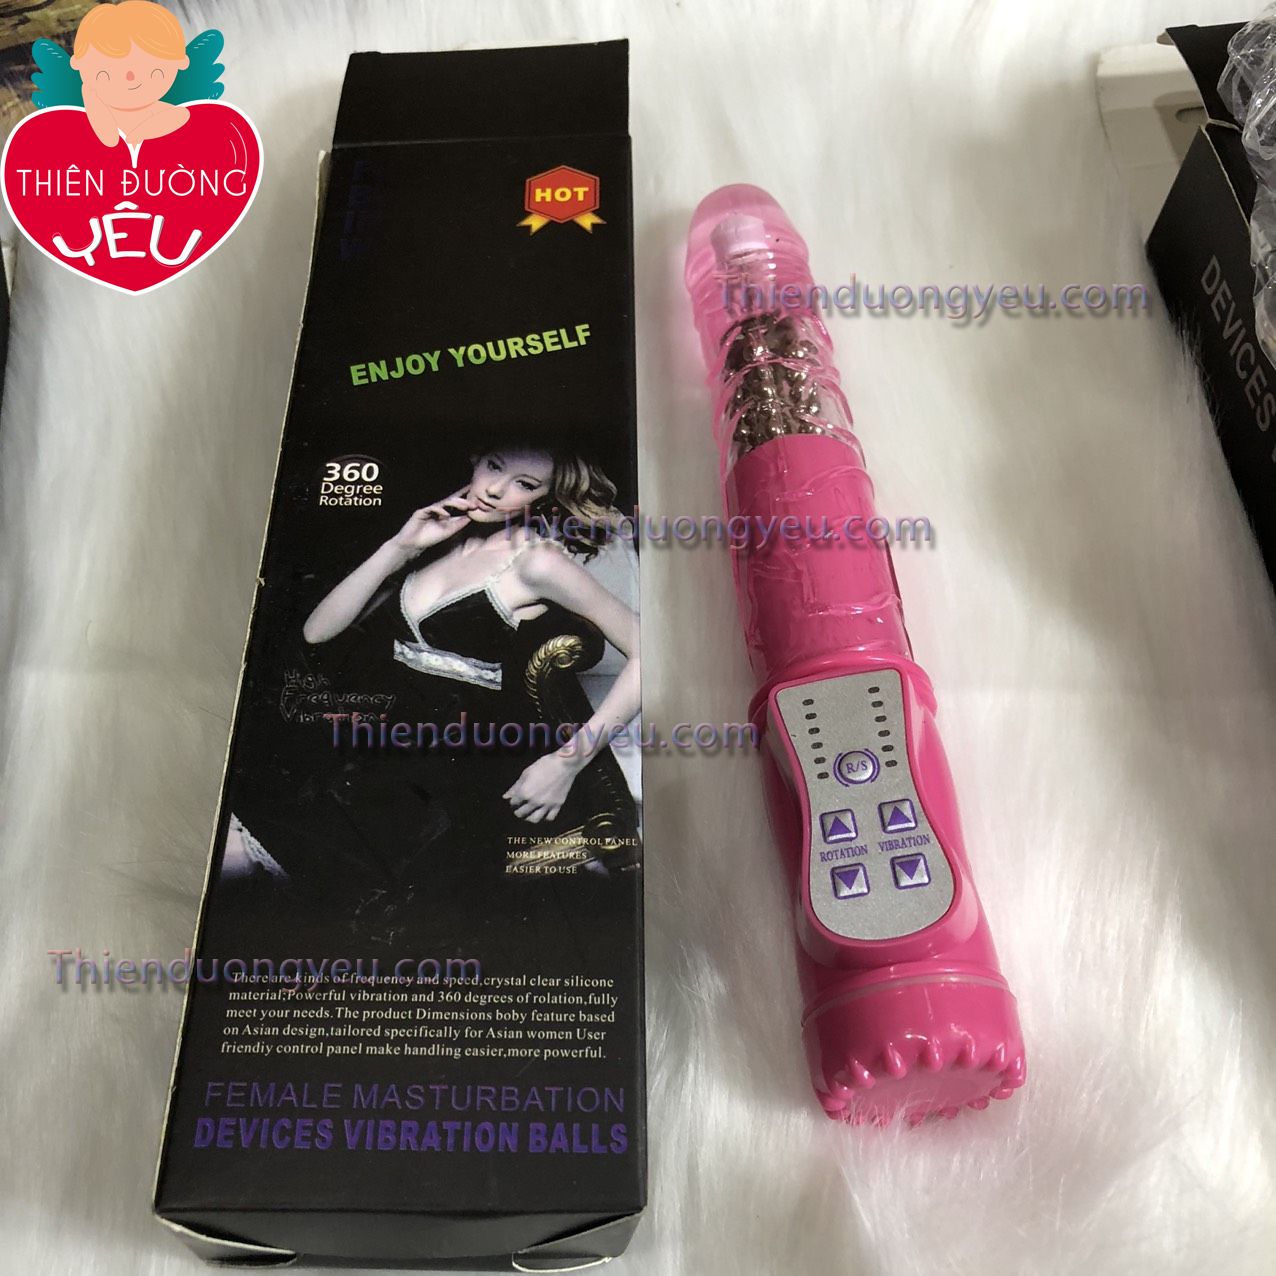 THIÊN ĐƯỜNG
YÊU
HOT
ENJOY YOURSELF
360
Degree
Rotation
Thienduongyeu.com
Thienduongyeu.com
High
Frequency
Vibration
Thienduongyeu.com
THE NEW CONTROL PANEL
MORE FEATURES
EASIER TO USE
Thienduongyeu.com
There are kinds of frequency and speed,crystal clear silicone
material;Powerful vibration and 360 degrees of rolation,fully
meet your needs.The product Dimensions boby feature based
on Asian design,tailored specifically for Asian women User
friendiy control panel make handling easier,more powerful.
FEMALE MASTURBATION
DEVICES VIBRATION BALLS
R/S
ROTATION VIBRATION
DEVICES